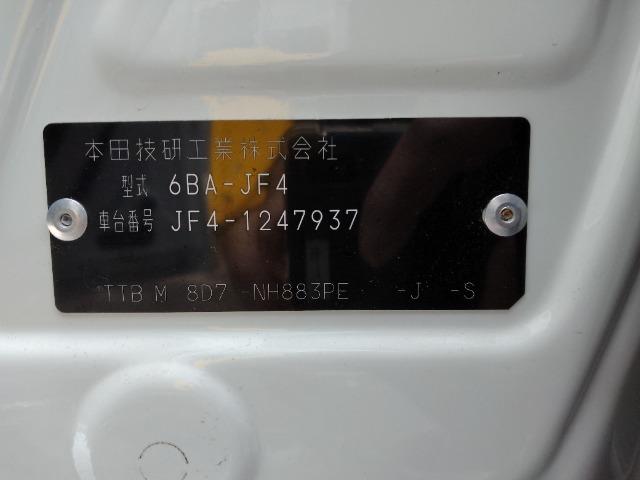 本田技研工業株式会社
型式 6BA-JF4
車台番号 JF4-1247937
TTB M 8D7 -NH883PE -J -S